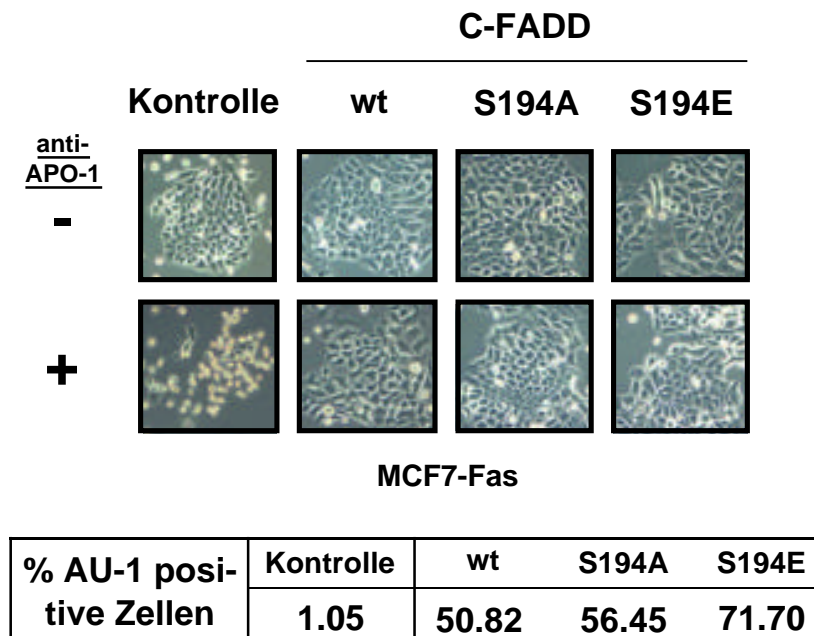 C-FADD
Kontrolle wt S194A S194E
anti-
APO-1
-
+
MCF7-Fas
% AU-1 posi-
tive Zellen
Kontrolle wt S194A S194E
1.05 50.82 56.45 71.70